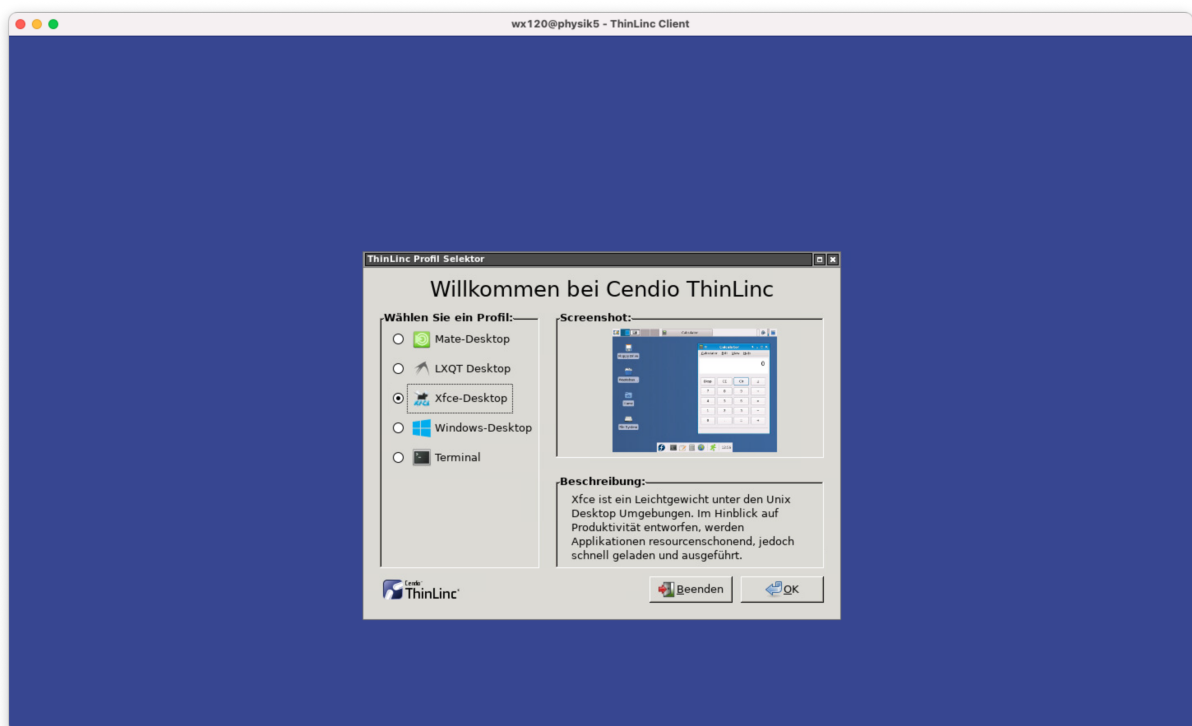 wx120@physik5 - ThinLinc Client
ThinLinc Profil Selektor
Willkommen bei Cendio ThinLinc
Wählen Sie ein Profil:
Mate-Desktop
LXQT Desktop
Xfce-Desktop
Windows-Desktop
Terminal
Screenshot:
Beschreibung:
Xfce ist ein Leichtgewicht unter den Unix
Desktop Umgebungen. Im Hinblick auf
Produktivität entworfen, werden
Applikationen resourcenschonend, jedoch
schnell geladen und ausgeführt.
Cendio
ThinLinc
Beenden
OK